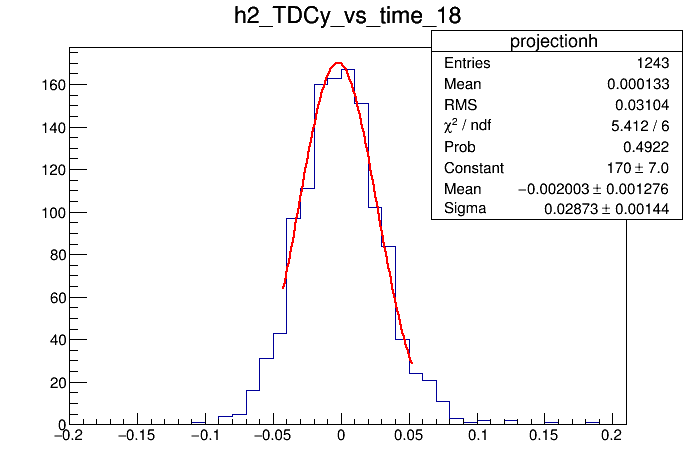 h2_TDCy_vs_time_18
projectionh
Entries 1243
Mean 0.000133
RMS 0.03104
χ² / ndf 5.412 / 6
Prob 0.4922
Constant 170 ± 7.0
Mean −0.002003 ± 0.001276
Sigma 0.02873 ± 0.00144
160
140
120
100
80
60
40
20
0
−0.2 −0.15 −0.1 −0.05 0 0.05 0.1 0.15 0.2